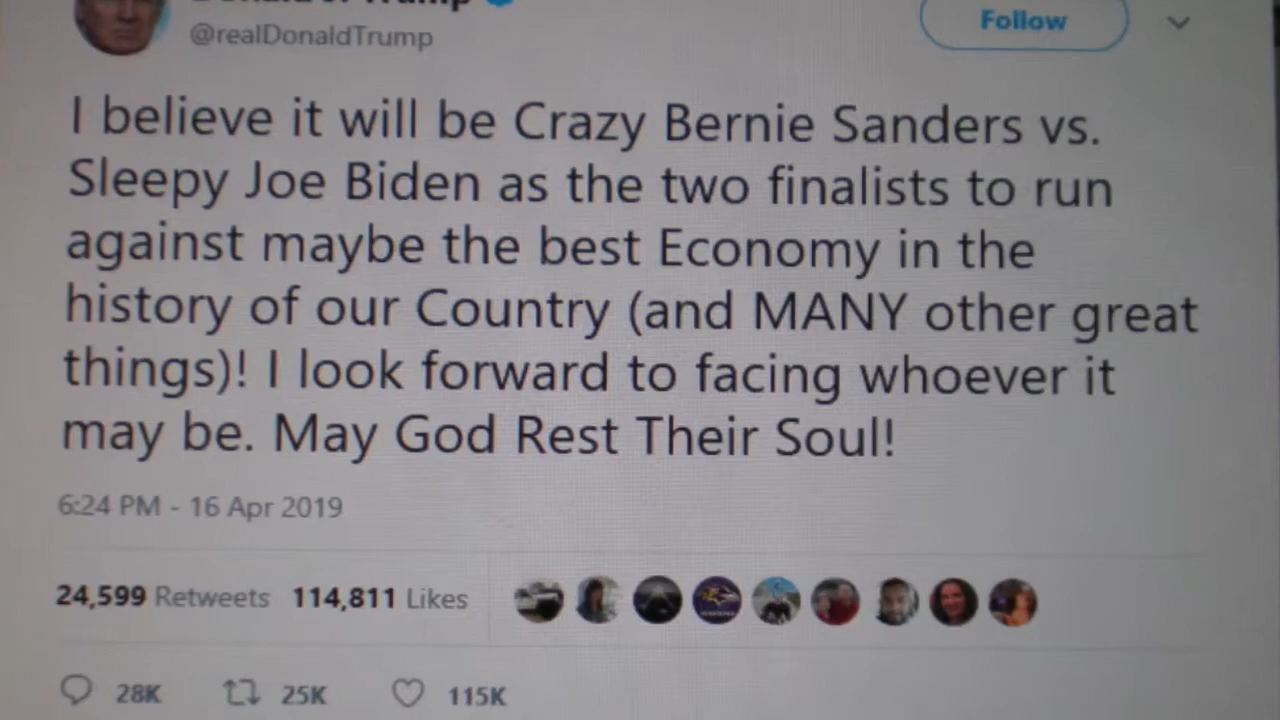 @realDonaldTrump
Follow
I believe it will be Crazy Bernie Sanders vs.
Sleepy Joe Biden as the two finalists to run
against maybe the best Economy in the
history of our Country (and MANY other great
things)! I look forward to facing whoever it
may be. May God Rest Their Soul!
6:24 PM - 16 Apr 2019
24,599 Retweets 114,811 Likes
28K 25K 115K